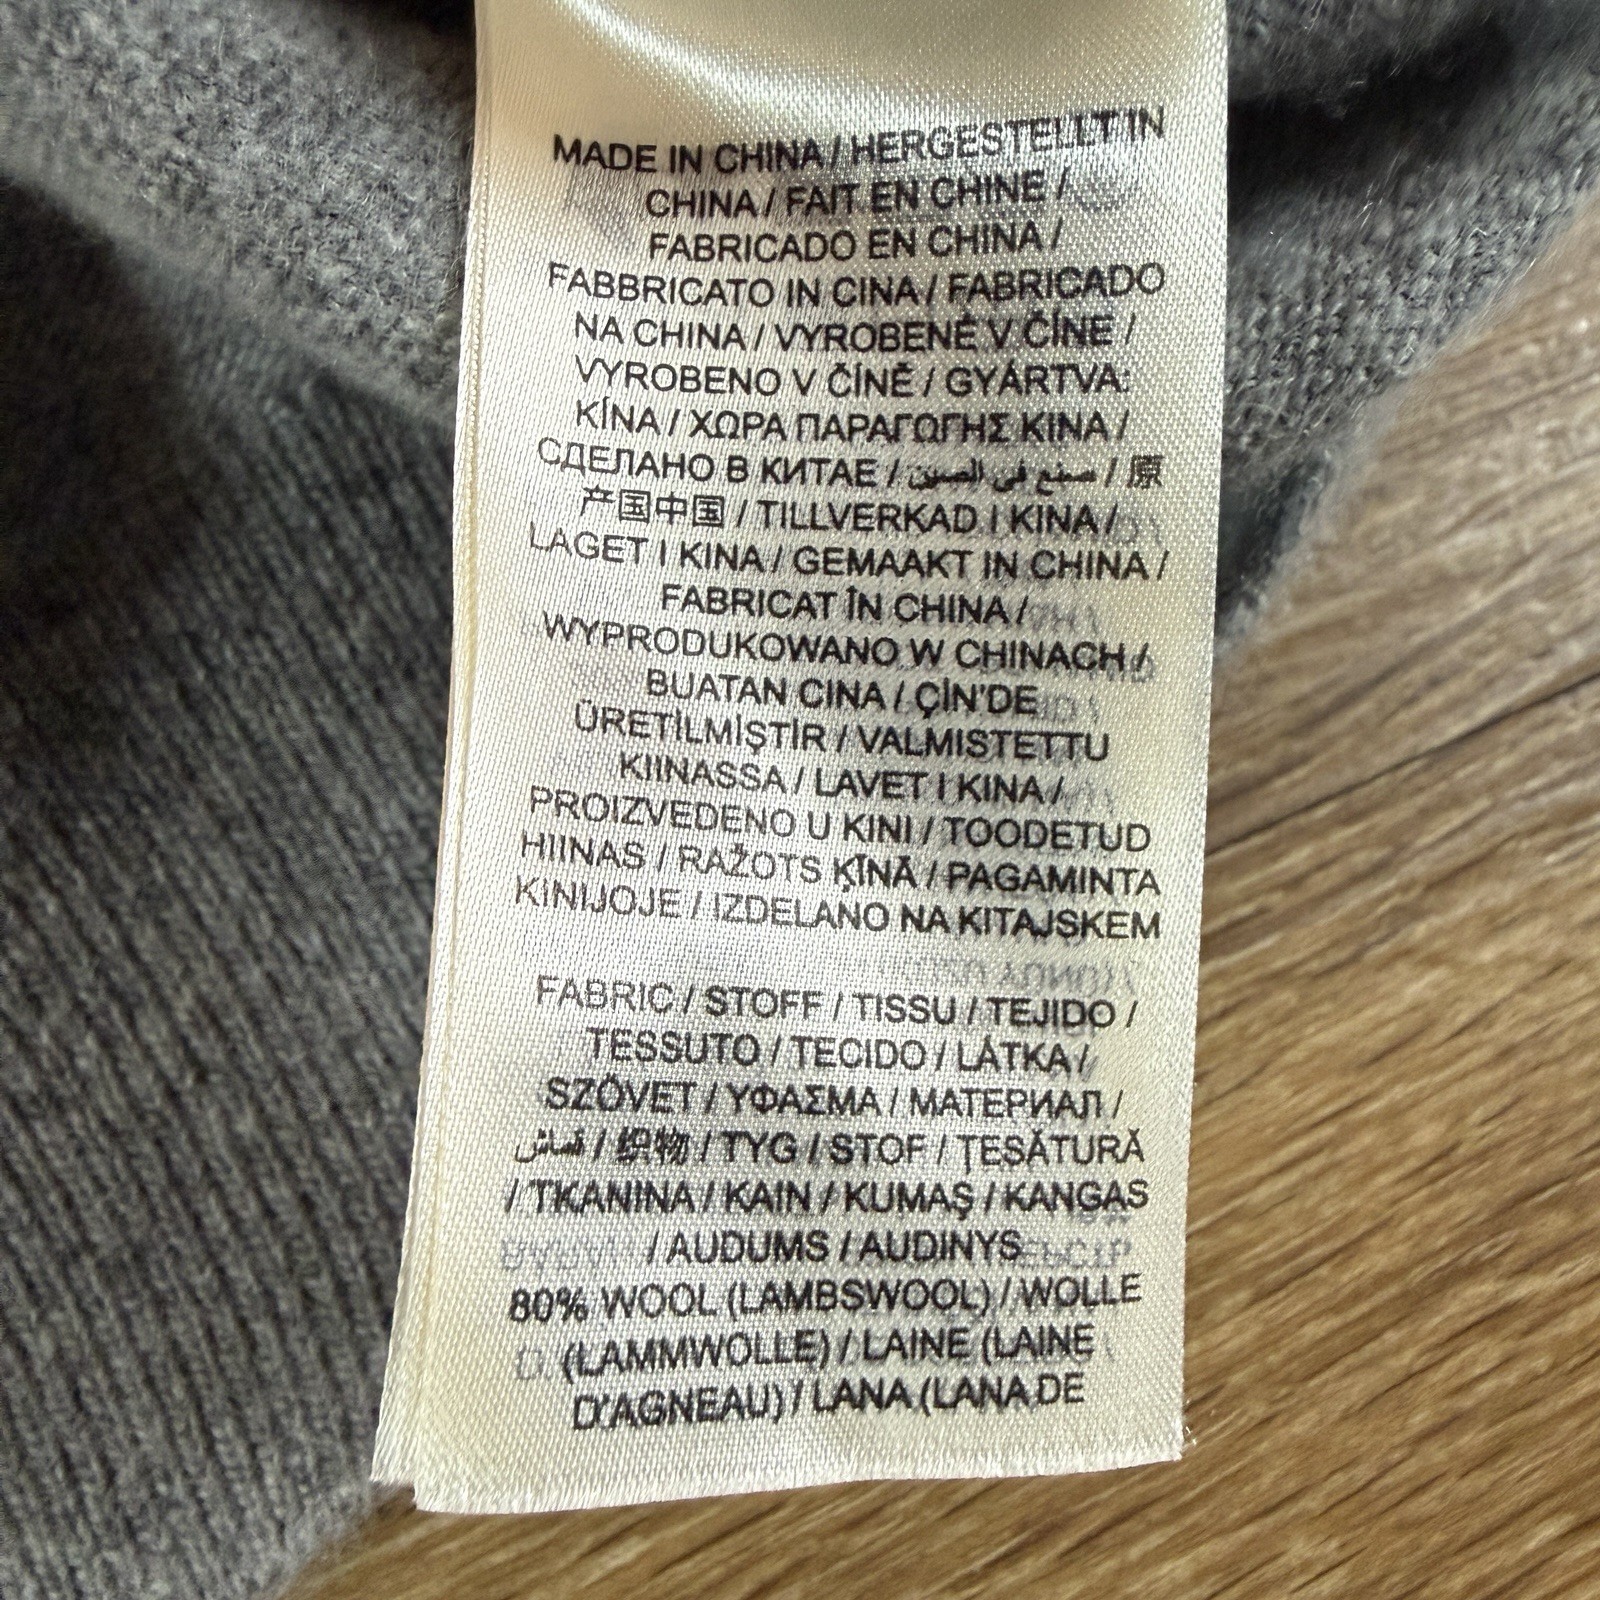 MADE IN CHINA / HERGESTELLT IN
CHINA / FAIT EN CHINE /
FABRICADO EN CHINA /
FABBRICATO IN CINA / FABRICADO
NA CHINA / VYROBENÉ V ČÍNE /
VYROBENO V ČÍNĚ / GYÁRTVA:
KÍNA / ΧΩΡΑ ΠΑΡΑΓΩΓΗΣ ΚΙΝΑ /
СДЕЛАНО В КИТАЕ / صنع في الصين / 原
产国中国 / TILLVERKAD I KINA /
LAGET I KINA / GEMAAKT IN CHINA /
FABRICAT ÎN CHINA /
WYPRODUKOWANO W CHINACH /
BUATAN CINA / ÇİN'DE
ÜRETİLMİŞTİR / VALMISTETTU
KIINASSA / LAVET I KINA /
PROIZVEDENO U KINI / TOODETUD
HIINAS / RAŽOTS ĶĪNĀ / PAGAMINTA
KINIJOJE / IZDELANO NA KITAJSKEM
FABRIC / STOFF / TISSU / TEJIDO /
TESSUTO / TECIDO / LÁTKA /
SZÖVET / ΥΦΑΣΜΑ / МАТЕРИАЛ /
قماش / 织物 / TYG / STOF / ȚESĂTURĂ
/ TKANINA / KAIN / KUMAŞ / KANGAS
/ AUDUMS / AUDINYS
80% WOOL (LAMBSWOOL) / WOLLE
(LAMMWOLLE) / LAINE (LAINE
D'AGNEAU) / LANA (LANA DE